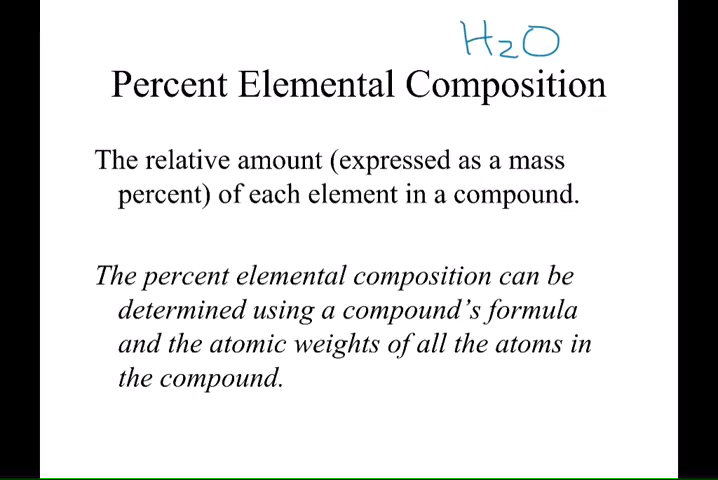 H₂O
Percent Elemental Composition
The relative amount (expressed as a mass
percent) of each element in a compound.
The percent elemental composition can be
determined using a compound’s formula
and the atomic weights of all the atoms in
the compound.